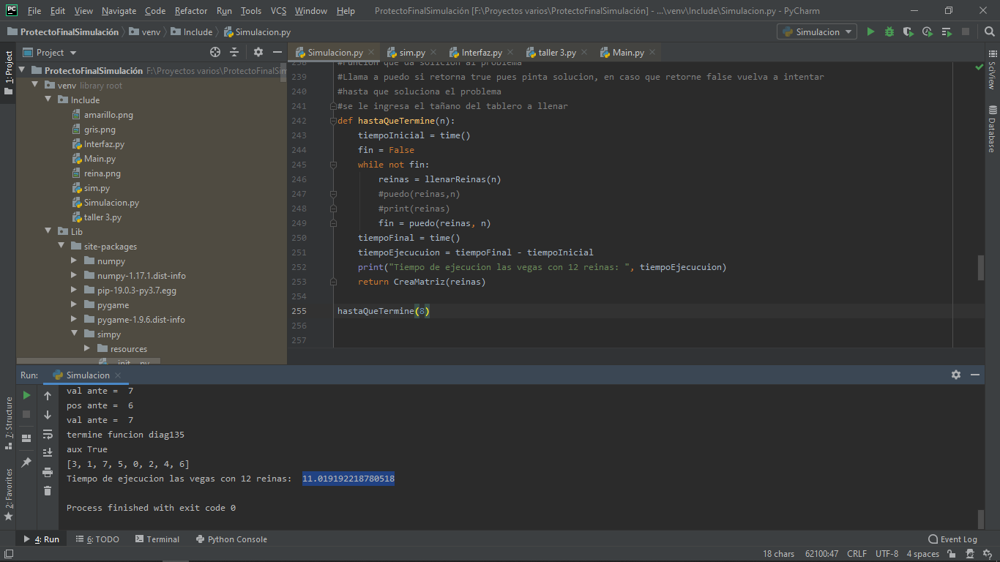 PC File Edit View Navigate Code Refactor Run Tools VCS Window Help ProtectoFinalSimulación [F:\Proyectos varios\ProtectoFinalSimulación] - ...\venv\Include\Simulacion.py - PyCharm
ProtectoFinalSimulación venv Include Simulacion.py Simulacion
1: Project
Project
Simulacion.py sim.py Interfaz.py taller 3.py Main.py
ProtectoFinalSimulación F:\Proyectos varios\ProtectoFinalSim
venv library root
Include
amarillo.png
gris.png
Interfaz.py
Main.py
reina.png
sim.py
Simulacion.py
taller 3.py
Lib
site-packages
numpy
numpy-1.17.1.dist-info
pip-19.0.3-py3.7.egg
pygame
pygame-1.9.6.dist-info
simpy
resources
__init__.py
238 #Funcion que da solicion al problema
239 #Llama a puedo si retorna true pues pinta solucion, en caso que retorne false vuelva a intentar
240 #hasta que soluciona el problema
241 #se le ingresa el tañano del tablero a llenar
242 def hastaQueTermine(n):
243 tiempoInicial = time()
244 fin = False
245 while not fin:
246 reinas = llenarReinas(n)
247 #puedo(reinas,n)
248 #print(reinas)
249 fin = puedo(reinas, n)
250 tiempoFinal = time()
251 tiempoEjecucuion = tiempoFinal - tiempoInicial
252 print("Tiempo de ejecucion las vegas con 12 reinas: ", tiempoEjecucuion)
253 return CreaMatriz(reinas)
254
255 hastaQueTermine(8)
256
257
SciView
Database
Run: Simulacion
val ante =  7
pos ante =  6
val ante =  7
termine funcion diag135
aux True
[3, 1, 7, 5, 0, 2, 4, 6]
Tiempo de ejecucion las vegas con 12 reinas:  11.019192218780518
Process finished with exit code 0
7: Structure
2: Favorites
4: Run 6: TODO Terminal Python Console Event Log
18 chars 62100:47 CRLF UTF-8 4 spaces